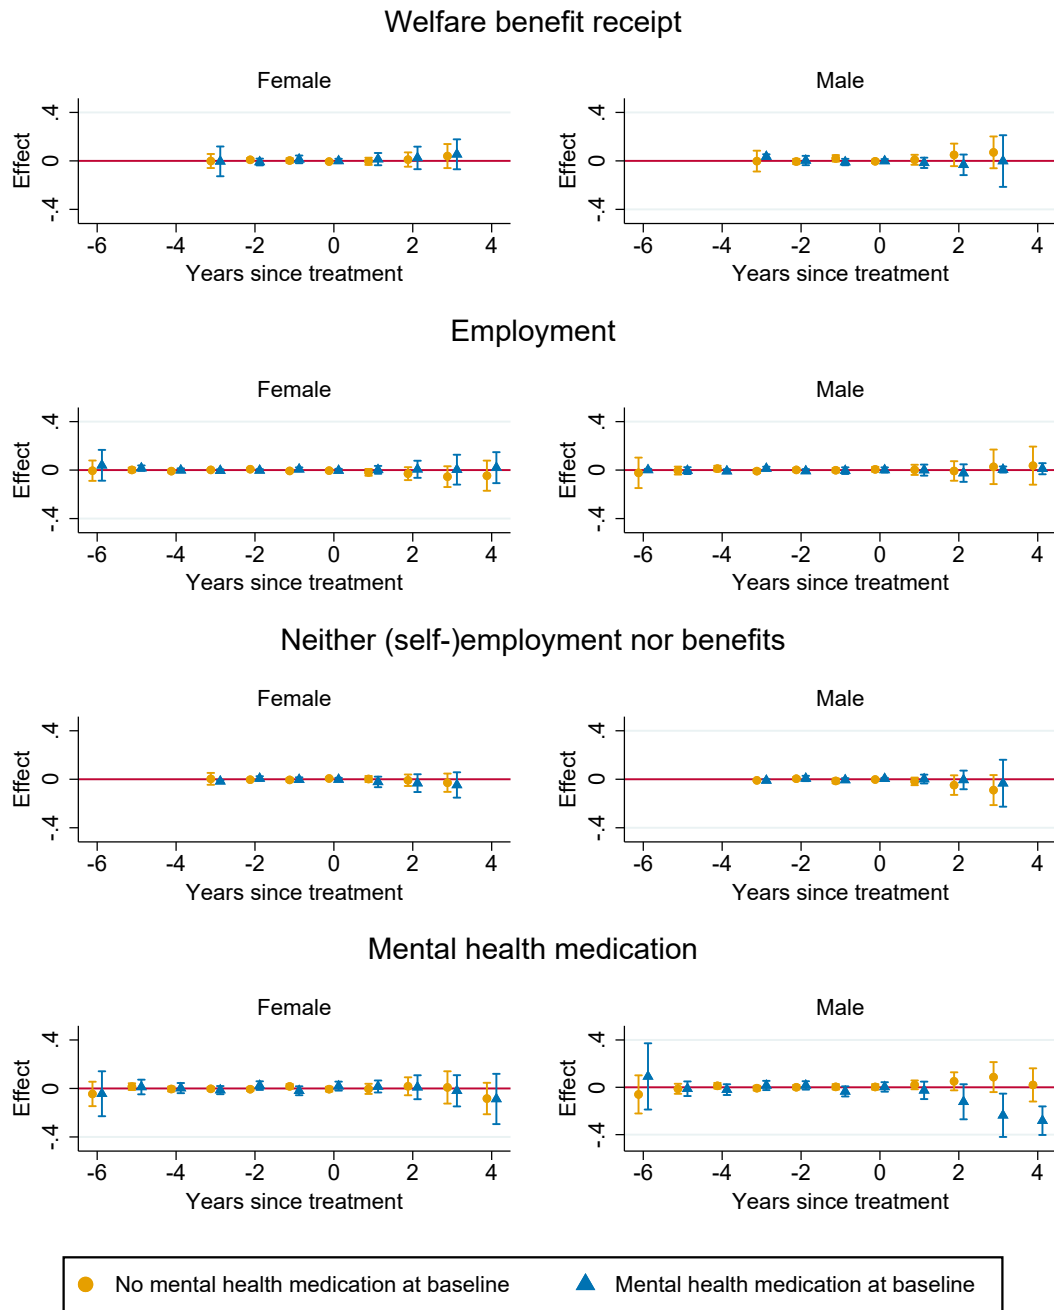 Welfare benefit receipt
Female
Male
Effect
.4
0
-.4
-6 -4 -2 0 2 4
Years since treatment
Effect
.4
0
-.4
-6 -4 -2 0 2 4
Years since treatment
Employment
Female
Male
Effect
.4
0
-.4
-6 -4 -2 0 2 4
Years since treatment
Effect
.4
0
-.4
-6 -4 -2 0 2 4
Years since treatment
Neither (self-)employment nor benefits
Female
Male
Effect
.4
0
-.4
-6 -4 -2 0 2 4
Years since treatment
Effect
.4
0
-.4
-6 -4 -2 0 2 4
Years since treatment
Mental health medication
Female
Male
Effect
.4
0
-.4
-6 -4 -2 0 2 4
Years since treatment
Effect
.4
0
-.4
-6 -4 -2 0 2 4
Years since treatment
No mental health medication at baseline
Mental health medication at baseline